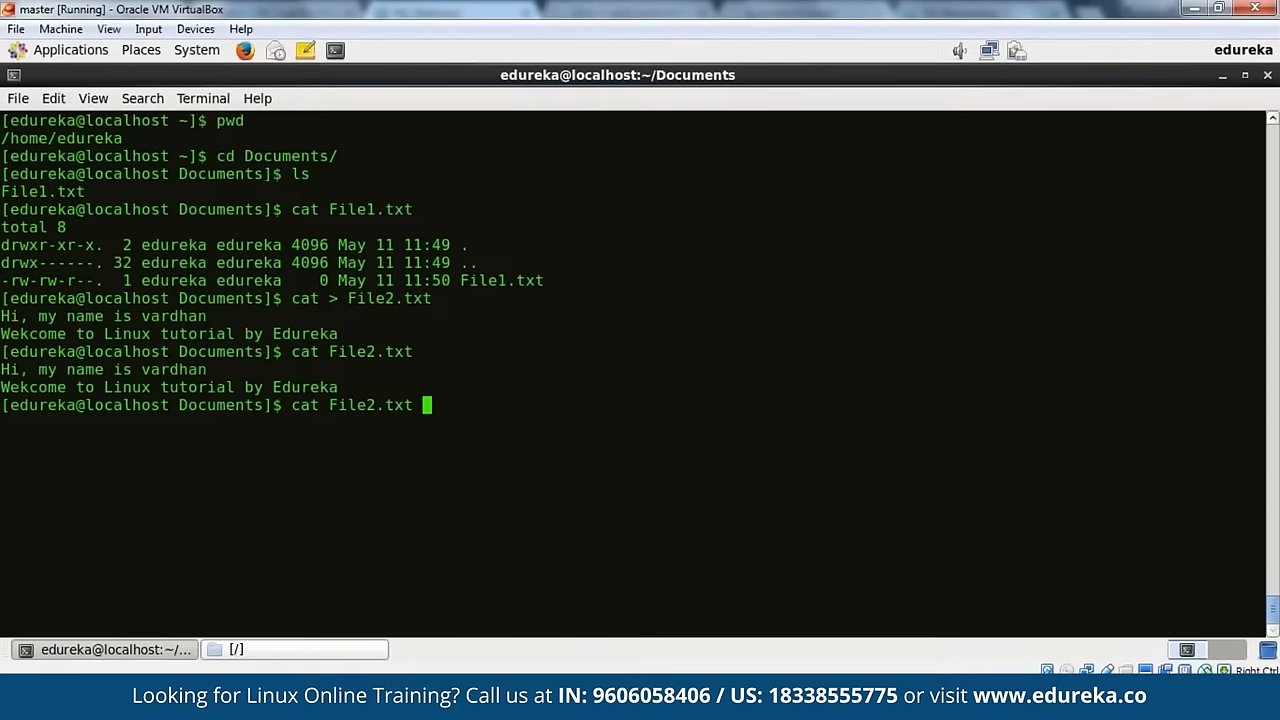 master [Running] - Oracle VM VirtualBox
File Machine View Input Devices Help
Applications Places System edureka
edureka@localhost:~/Documents
File Edit View Search Terminal Help
[edureka@localhost ~]$ pwd
/home/edureka
[edureka@localhost ~]$ cd Documents/
[edureka@localhost Documents]$ ls
File1.txt
[edureka@localhost Documents]$ cat File1.txt
total 8
drwxr-xr-x. 2 edureka edureka 4096 May 11 11:49 .
drwx------. 32 edureka edureka 4096 May 11 11:49 ..
-rw-rw-r--. 1 edureka edureka 0 May 11 11:50 File1.txt
[edureka@localhost Documents]$ cat > File2.txt
Hi, my name is vardhan
Wekcome to Linux tutorial by Edureka
[edureka@localhost Documents]$ cat File2.txt
Hi, my name is vardhan
Wekcome to Linux tutorial by Edureka
[edureka@localhost Documents]$ cat File2.txt
edureka@localhost:~/... [/]
Right Ctrl
Looking for Linux Online Training? Call us at IN: 9606058406 / US: 18338555775 or visit www.edureka.co